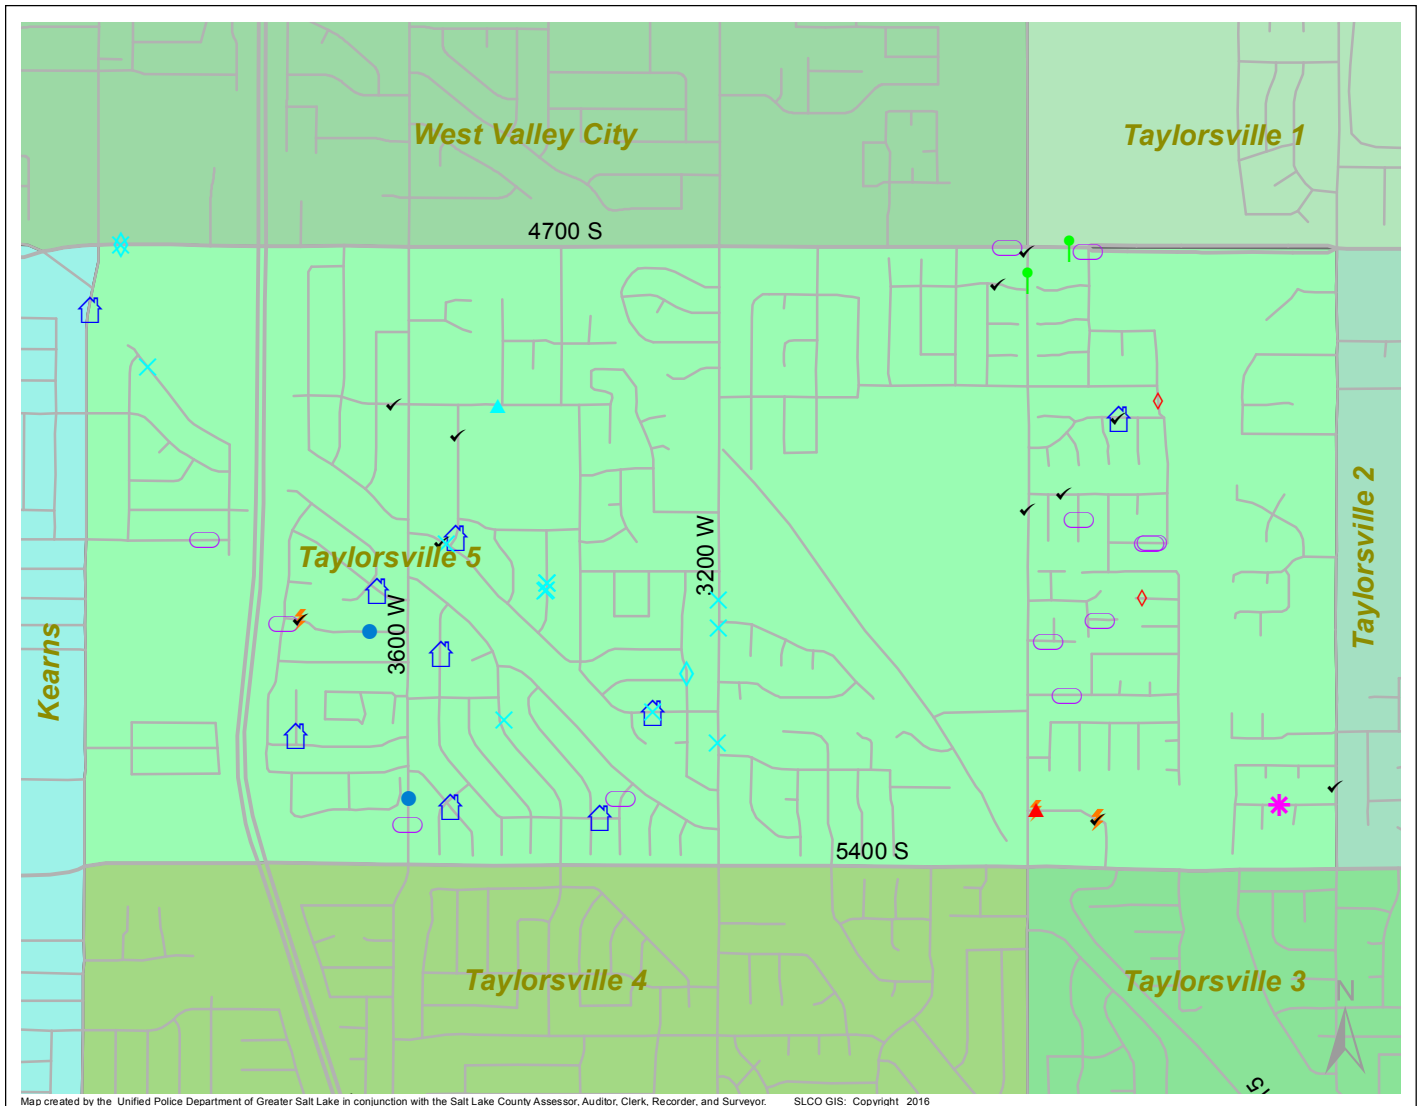 West Valley City
Taylorsville 1
4700 S
Taylorsville 2
3200 W
Taylorsville 5
3600 W
Kearns
5400 S
Taylorsville 4
Taylorsville 3
N
15
Map created by the Unified Police Department of Greater Salt Lake in conjunction with the Salt Lake County Assessor, Auditor, Clerk, Recorder, and Surveyor. SLCO GIS: Copyright 2016